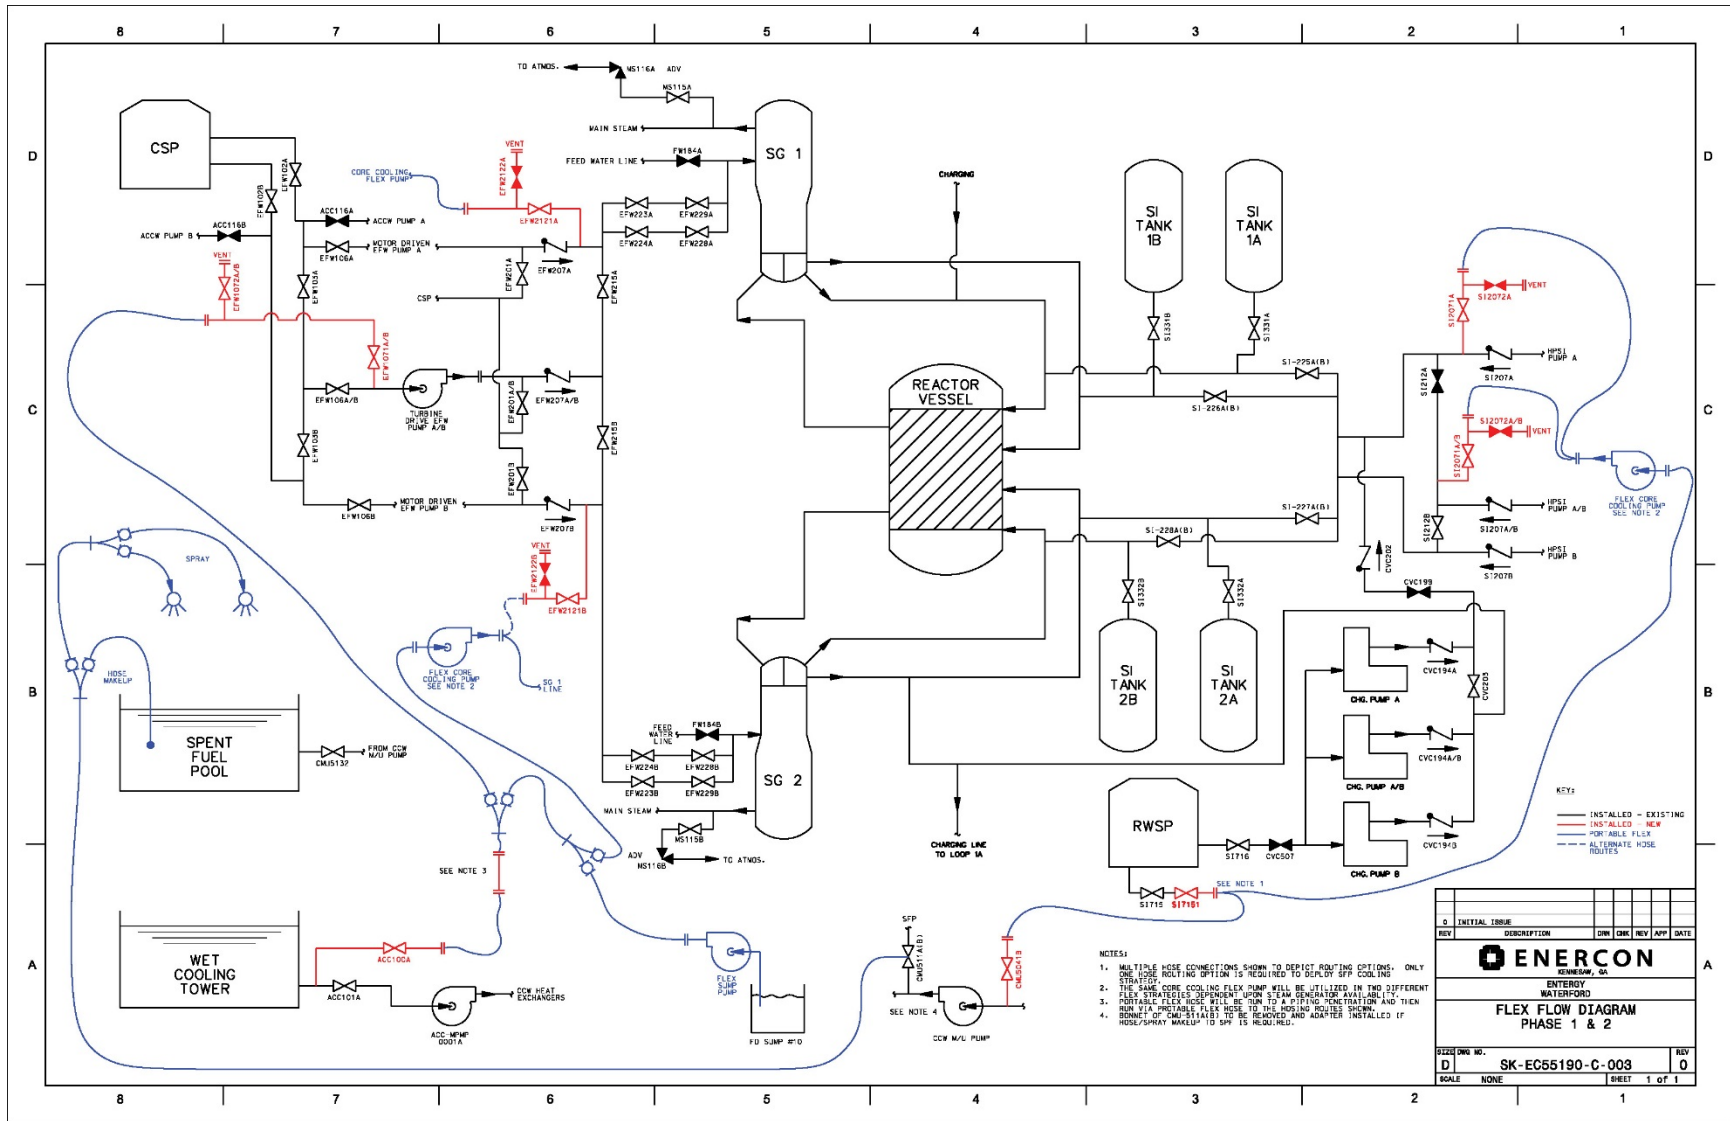 8 7 6 5 4 3 2 1
D
C
B
A
TO ATMOS.
MS116A ADV
MS115A
MAIN STEAM
FEED WATER LINE
FW184A
SG 1
CSP
EFW102A
EFW102B
ACC116A
ACCW PUMP A
ACC116B
ACCW PUMP B
EFW106A
MOTOR DRIVEN
EFW PUMP A
EFW103A
CORE COOLING
FLEX PUMP
VENT
EFW2122A
EFW2121A
EFW207A
EFW201A
CSP
EFW223A
EFW229A
EFW224A
EFW228A
EFW215A
VENT
EFW1072A/B
EFW1071A/B
EFW106A/B
TURBINE
DRIVE EFW
PUMP A/B
EFW201A/B
EFW207A/B
EFW215B
EFW103B
EFW201B
EFW106B
MOTOR DRIVEN
EFW PUMP B
EFW207B
VENT
EFW2122B
EFW2121B
CHARGING
SI
TANK
1B
SI
TANK
1A
SI331B
SI331A
REACTOR
VESSEL
SI-225A(B)
SI-226A(B)
SI-227A(B)
SI-228A(B)
SI332B
SI332A
SI
TANK
2B
SI
TANK
2A
SI2072A
VENT
SI2071A
HPSI
PUMP A
SI207A
SI212A
SI2072A/B
VENT
SI2071A/B
FLEX CORE
COOLING PUMP
SEE NOTE 2
HPSI
PUMP A/B
SI207A/B
SI212B
HPSI
PUMP B
SI207B
CVC202
CVC199
CVC194A
CVC203
CHG. PUMP A
CVC194A/B
CHG. PUMP A/B
CVC194B
CHG. PUMP B
SPRAY
HOSE
MAKEUP
SPENT
FUEL
POOL
FROM CCW
M/U PUMP
CMU5132
FLEX CORE
COOLING PUMP
SEE NOTE 2
SG 1
LINE
FEED
WATER
LINE
FW184B
EFW224B
EFW228B
EFW223B
EFW229B
SG 2
MAIN STEAM
MS115B
ADV
MS116B
TO ATMOS.
CHARGING LINE
TO LOOP 1A
RWSP
SI716
CVC507
SI715
SI7151
SEE NOTE 1
SEE NOTE 3
WET
COOLING
TOWER
ACC100A
ACC101A
CCW HEAT
EXCHANGERS
ACC-MPMP
0001A
FLEX
SUMP
PUMP
FD SUMP #10
SFP
CMU511A(B)
SEE NOTE 4
CCW M/U PUMP
CMU5041B
KEY:
INSTALLED - EXISTING
INSTALLED - NEW
PORTABLE FLEX
ALTERNATE HOSE
ROUTES
NOTES:
1. MULTIPLE HOSE CONNECTIONS SHOWN TO DEPICT ROUTING OPTIONS. ONLY
ONE HOSE ROUTING OPTION IS REQUIRED TO DEPLOY SFP COOLING
STRATEGY.
2. THE SAME CORE COOLING FLEX PUMP WILL BE UTILIZED IN TWO DIFFERENT
FLEX STRATEGIES DEPENDENT UPON STEAM GENERATOR AVAILABILITY.
3. PORTABLE FLEX HOSE WILL BE RUN TO A PIPING PENETRATION AND THEN
RUN VIA PROTABLE FLEX HOSE TO THE HOSING ROUTES SHOWN.
4. BONNET OF CMU-511A(B) TO BE REMOVED AND ADAPTER INSTALLED IF
HOSE/SPRAY MAKEUP TO SPF IS REQUIRED.
0 INITIAL ISSUE
REV DESCRIPTION DRN CHK REV APP DATE
ENERCON
KENNESAW, GA
ENTERGY
WATERFORD
FLEX FLOW DIAGRAM
PHASE 1 & 2
SIZE DWG NO. REV
D SK-EC55190-C-003 0
SCALE NONE SHEET 1 of 1
8 7 6 5 4 3 2 1